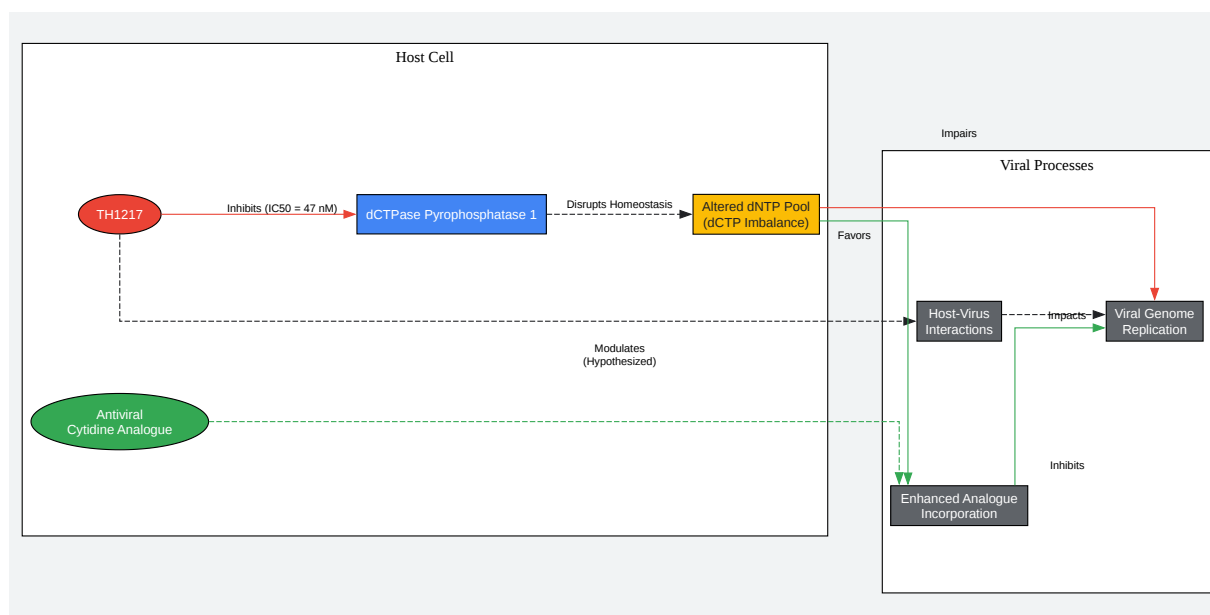 Host Cell
Impairs
Viral Processes
TH1217
Inhibits (IC50 = 47 nM)
dCTPase Pyrophosphatase 1
Disrupts Homeostasis
Altered dNTP Pool
(dCTP Imbalance)
Favors
Host-Virus
Interactions
Impacts
Viral Genome
Replication
Modulates
(Hypothesized)
Antiviral
Cytidine Analogue
Inhibits
Enhanced Analogue
Incorporation